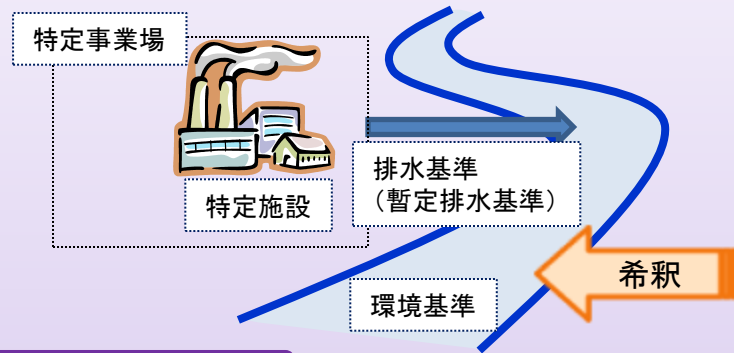 特定事業場
特定施設
排水基準
（暫定排水基準）
希釈
環境基準